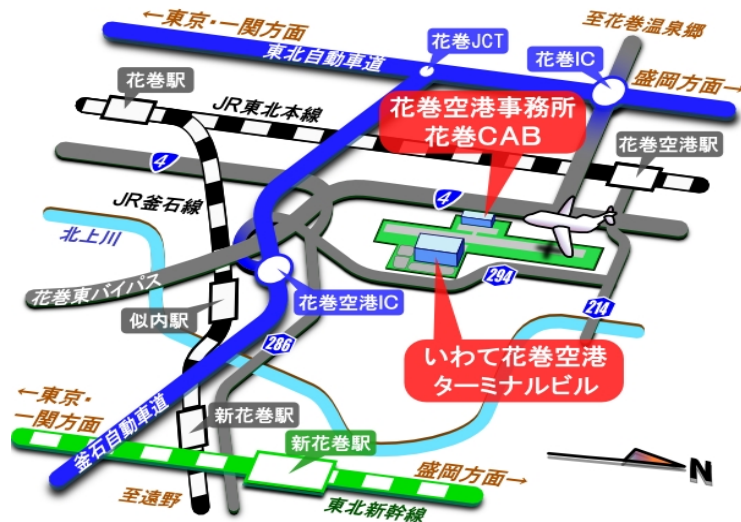 ←東京・一関方面
東北自動車道
花巻JCT
至花巻温泉郷
花巻IC
盛岡方面→
花巻駅
JR東北本線
花巻空港事務所
花巻CAB
花巻空港駅
4
4
JR釜石線
北上川
花巻東バイパス
294
214
花巻空港IC
似内駅
286
いわて花巻空港
ターミナルビル
←東京・
一関方面
釜石自動車道
新花巻駅
新花巻駅
盛岡方面→
至遠野
東北新幹線
N